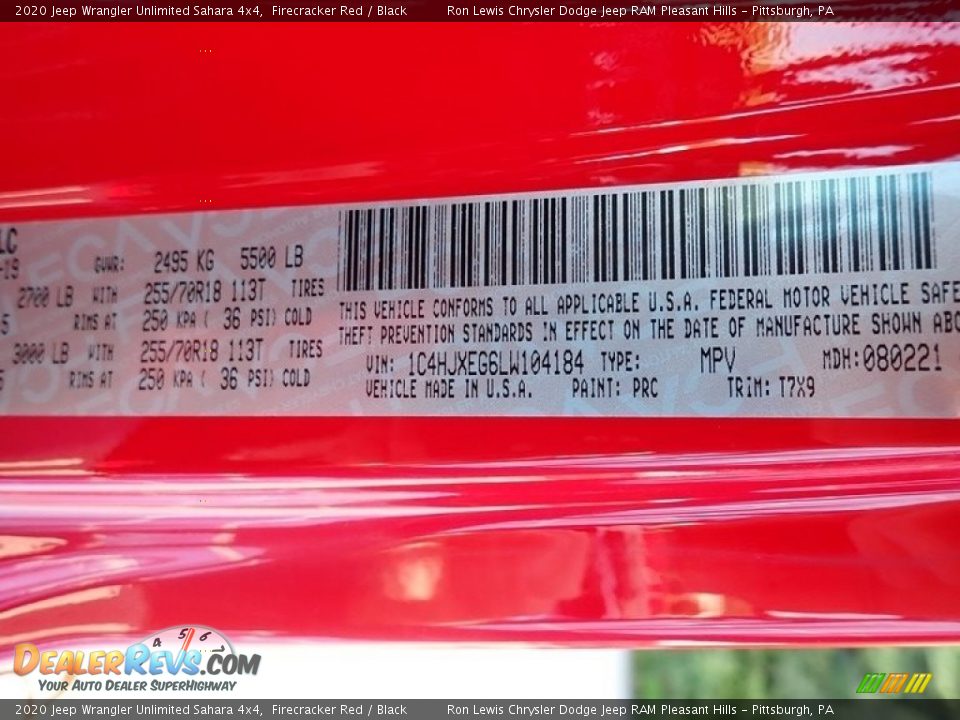 2020 Jeep Wrangler Unlimited Sahara 4x4, Firecracker Red / Black Ron Lewis Chrysler Dodge Jeep RAM Pleasant Hills - Pittsburgh, PA
LC
-19 GVWR: 2495 KG 5500 LB
2700 LB WITH 255/70R18 113T TIRES
5 RIMS AT 250 KPA ( 36 PSI) COLD
3000 LB WITH 255/70R18 113T TIRES
RIMS AT 250 KPA ( 36 PSI) COLD
THIS VEHICLE CONFORMS TO ALL APPLICABLE U.S.A. FEDERAL MOTOR VEHICLE SAFE
THEFT PREVENTION STANDARDS IN EFFECT ON THE DATE OF MANUFACTURE SHOWN ABO
VIN: 1C4HJXEG6LW104184 TYPE: MPV MDH:080221
VEHICLE MADE IN U.S.A. PAINT: PRC TRIM: T7X9
4 5 6
DEALERREVS.COM
YOUR AUTO DEALER SUPERHIGHWAY
2020 Jeep Wrangler Unlimited Sahara 4x4, Firecracker Red / Black Ron Lewis Chrysler Dodge Jeep RAM Pleasant Hills - Pittsburgh, PA